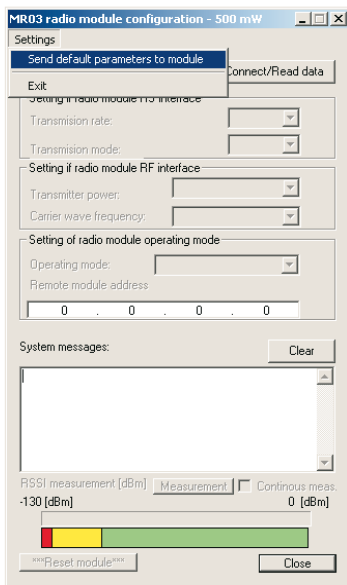 MR03 radio module configuration - 500 mW
Settings
Send default parameters to module
Connect/Read data
Exit
Setting if radio module RS interface
Transmision rate:
Transmision mode:
Setting if radio module RF interface
Transmitter power:
Carrier wave frequency:
Setting of radio module operating mode
Operating mode:
Remote module address
0 . 0 . 0 . 0
System messages:
Clear
RSSI measurement [dBm] Measurement Continous meas.
-130 [dBm] 0 [dBm]
***Reset module*** Close